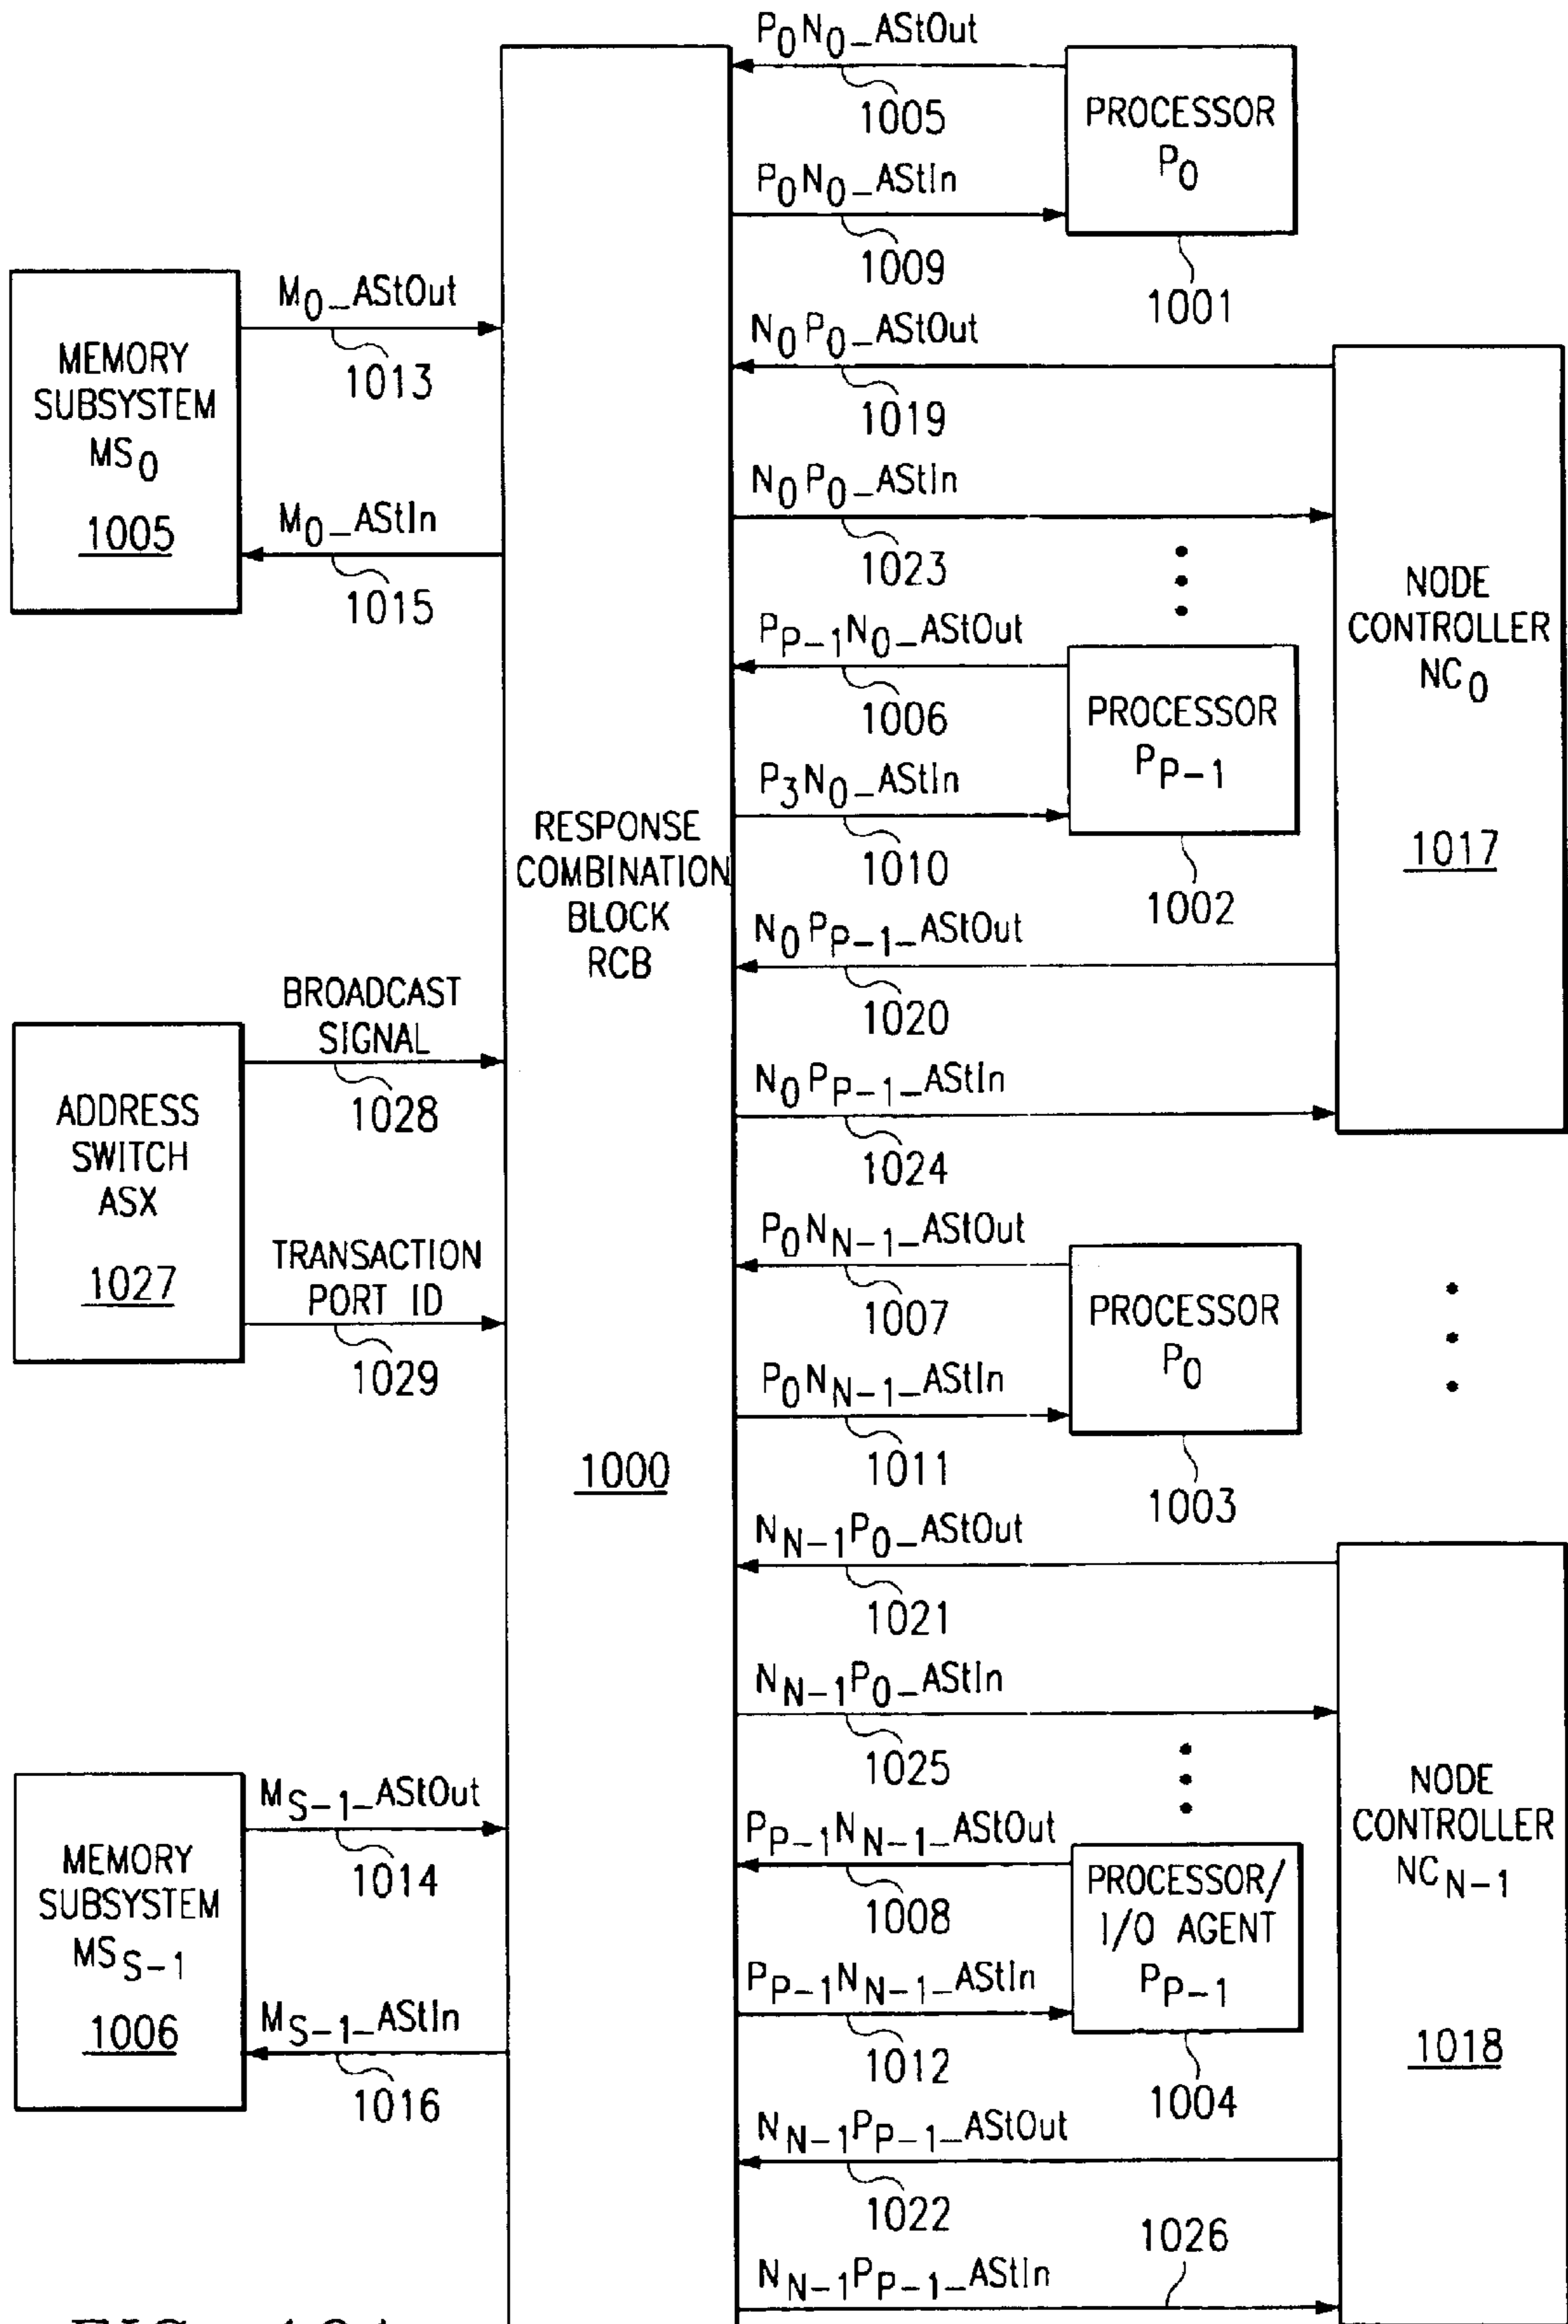 P0N0_AStOut
1005
PROCESSOR
P0
P0N0_AStIn
1009
1001
MEMORY
SUBSYSTEM
MS0
1005
M0_AStOut
1013
M0_AStIn
1015
N0P0_AStOut
1019
N0P0_AStIn
1023
NODE
CONTROLLER
NC0
1017
PP-1N0_AStOut
1006
PROCESSOR
PP-1
P3N0_AStIn
1010
1002
RESPONSE
COMBINATION
BLOCK
RCB
1000
N0PP-1_AStOut
1020
N0PP-1_AStIn
1024
ADDRESS
SWITCH
ASX
1027
BROADCAST
SIGNAL
1028
TRANSACTION
PORT ID
1029
P0NN-1_AStOut
1007
PROCESSOR
P0
P0NN-1_AStIn
1011
1003
NN-1P0_AStOut
1021
NN-1P0_AStIn
1025
NODE
CONTROLLER
NCN-1
1018
MEMORY
SUBSYSTEM
MSS-1
1006
MS-1_AStOut
1014
MS-1_AStIn
1016
PP-1NN-1_AStOut
1008
PROCESSOR/
I/O AGENT
PP-1
PP-1NN-1_AStIn
1012
1004
NN-1PP-1_AStOut
1022
NN-1PP-1_AStIn
1026